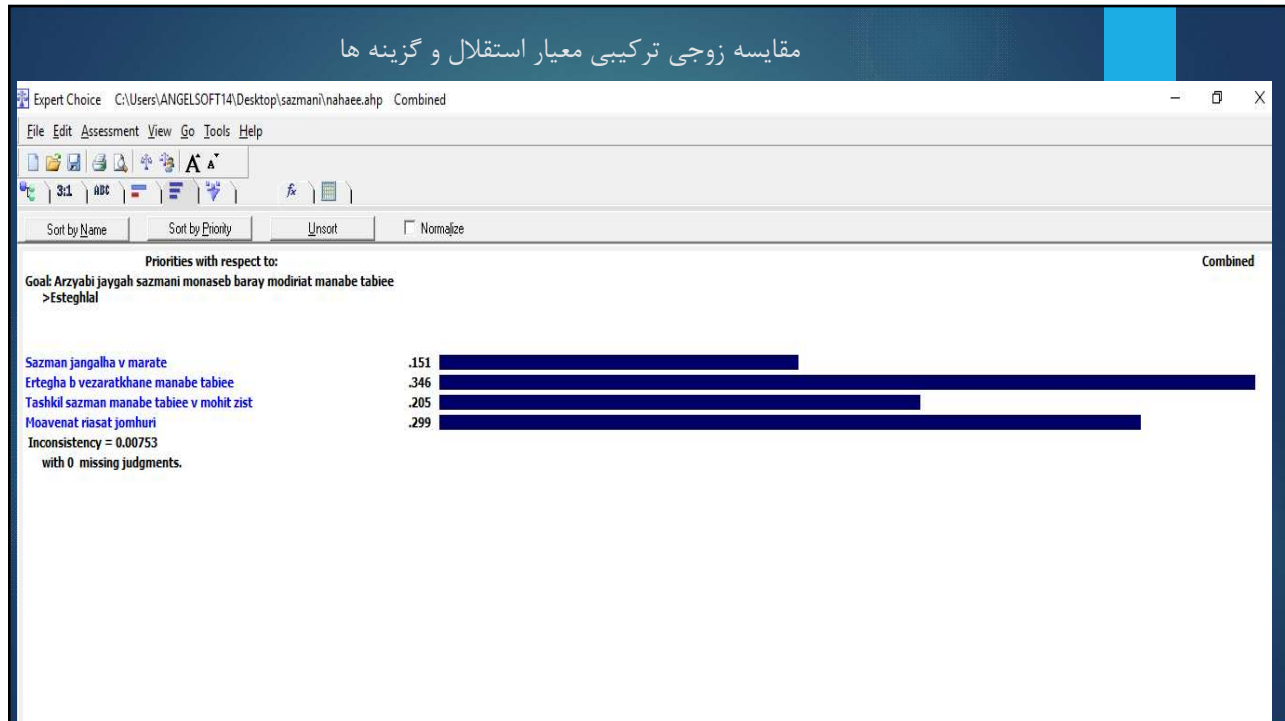 مقایسه زوجی ترکیبی معیار استقلال و گزینه ها
Expert Choice C:\Users\ANGELSOFT14\Desktop\sazmani\nahaee.ahp Combined
File Edit Assessment View Go Tools Help
A A
3:1 ABC fx
Sort by Name Sort by Priority Unsort Normalize
Priorities with respect to: Combined
Goal: Arzyabi jaygah sazmani monaseb baray modiriat manabe tabiee
>Esteghlal
Sazman jangalha v marate .151
Ertegha b vezaratkhane manabe tabiee .346
Tashkil sazman manabe tabiee v mohit zist .205
Moavenat riasat jomhuri .299
Inconsistency = 0.00753
with 0 missing judgments.